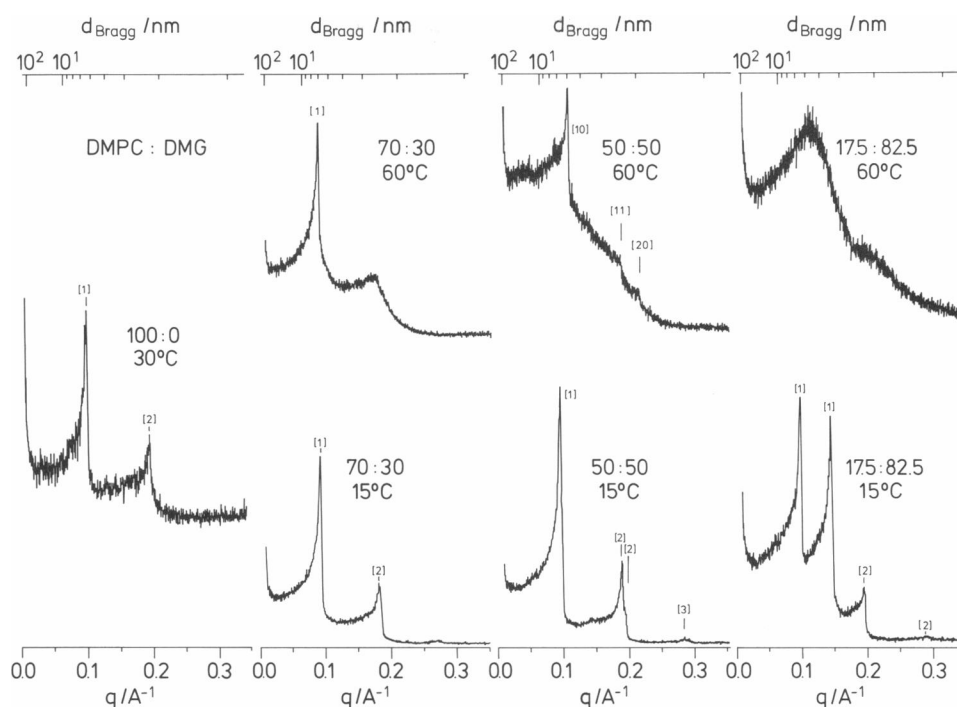 d_Bragg /nm
d_Bragg /nm
d_Bragg /nm
d_Bragg /nm
10² 10¹
10² 10¹
10² 10¹
10² 10¹
DMPC : DMG
[1]
70:30
60°C
[10]
50:50
60°C
[11]
[20]
17.5:82.5
60°C
[1]
100:0
30°C
[2]
[1]
70:30
15°C
[2]
[1]
50:50
15°C
[2]
[2]
[3]
[1]
[1]
17.5:82.5
15°C
[2]
[2]
0.0 0.1 0.2 0.3
0.0 0.1 0.2 0.3
0.0 0.1 0.2 0.3
0.0 0.1 0.2 0.3
q/A⁻¹
q/A⁻¹
q/A⁻¹
q/A⁻¹